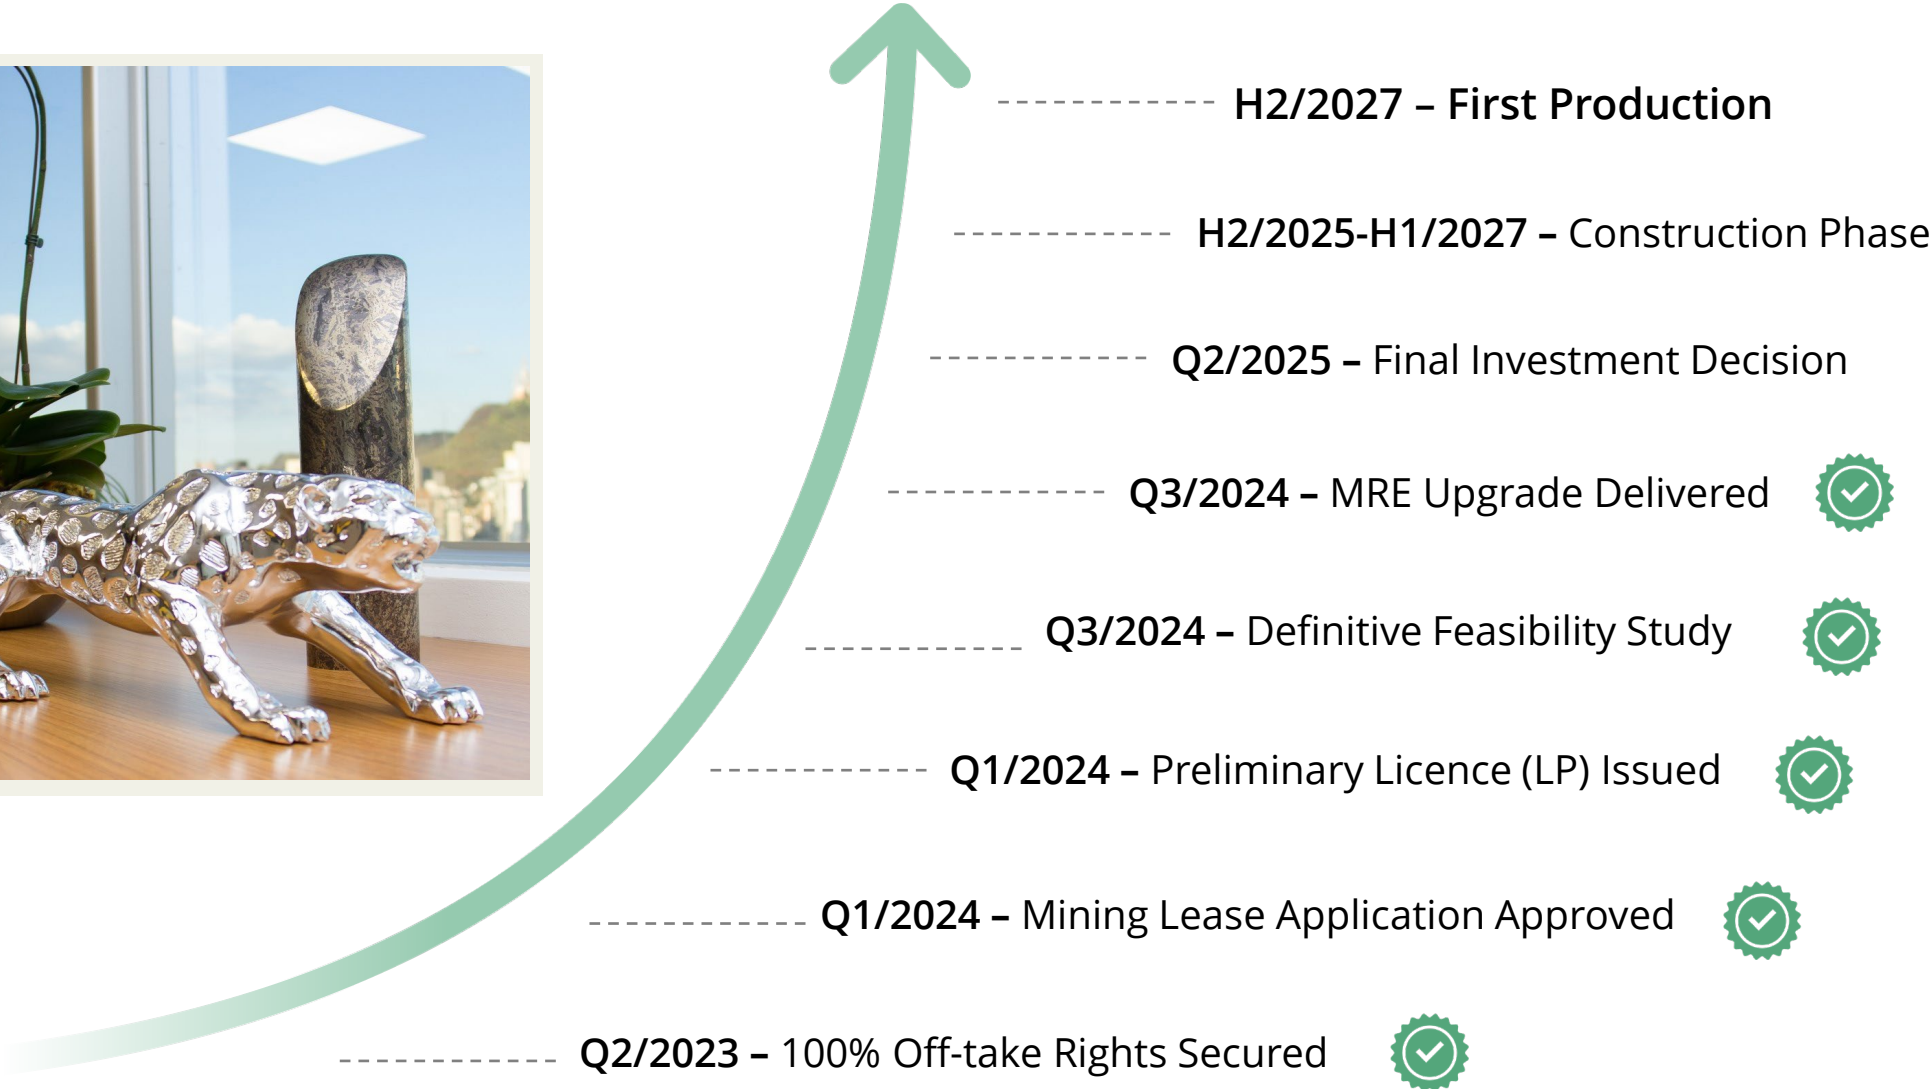 H2/2027 – First Production
H2/2025-H1/2027 – Construction Phase
Q2/2025 – Final Investment Decision
Q3/2024 – MRE Upgrade Delivered
Q3/2024 – Definitive Feasibility Study
Q1/2024 – Preliminary Licence (LP) Issued
Q1/2024 – Mining Lease Application Approved
Q2/2023 – 100% Off-take Rights Secured